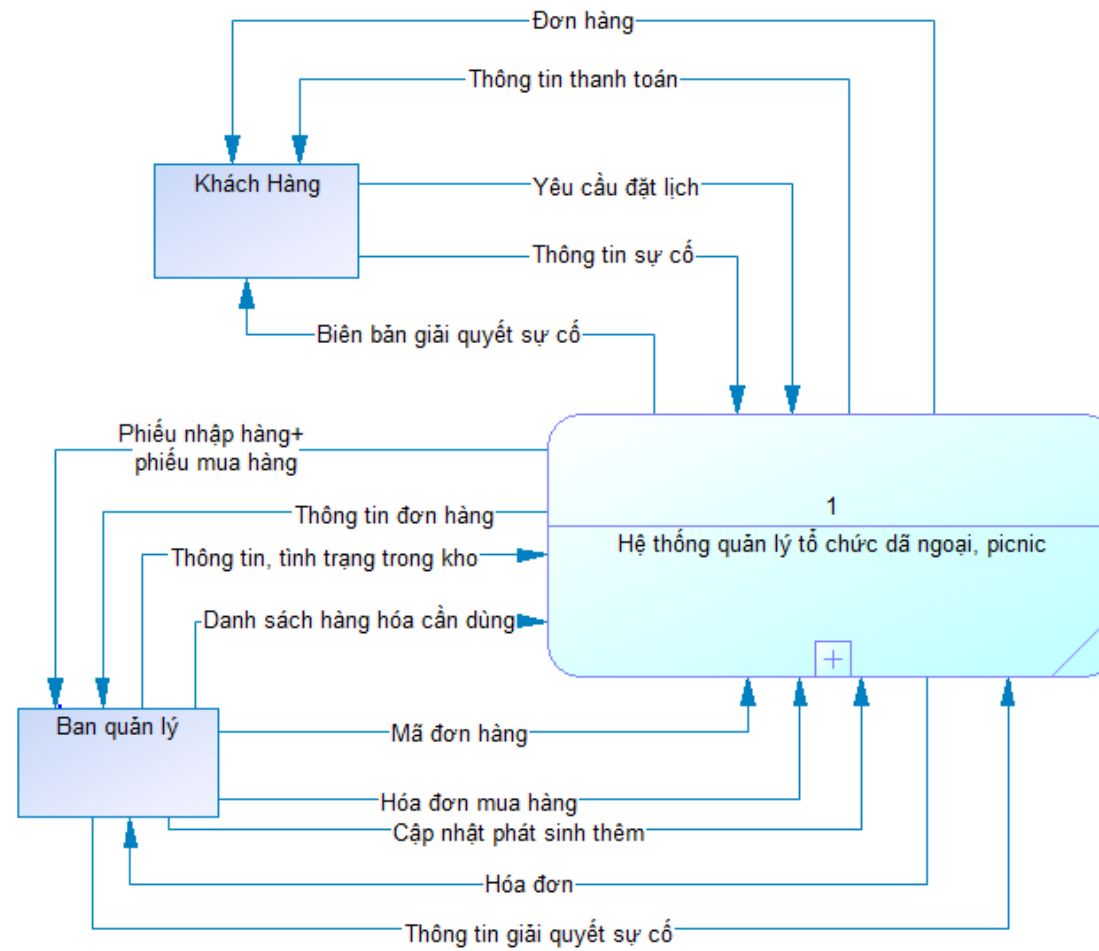 Đơn hàng
Thông tin thanh toán
Khách Hàng
Yêu cầu đặt lịch
Thông tin sự cố
Biên bản giải quyết sự cố
Phiếu nhập hàng+
phiếu mua hàng
1
Thông tin đơn hàng
Hệ thống quản lý tổ chức dã ngoại, picnic
Thông tin, tình trạng trong kho
Danh sách hàng hóa cần dùng
Ban quản lý
Mã đơn hàng
Hóa đơn mua hàng
Cập nhật phát sinh thêm
Hóa đơn
Thông tin giải quyết sự cố